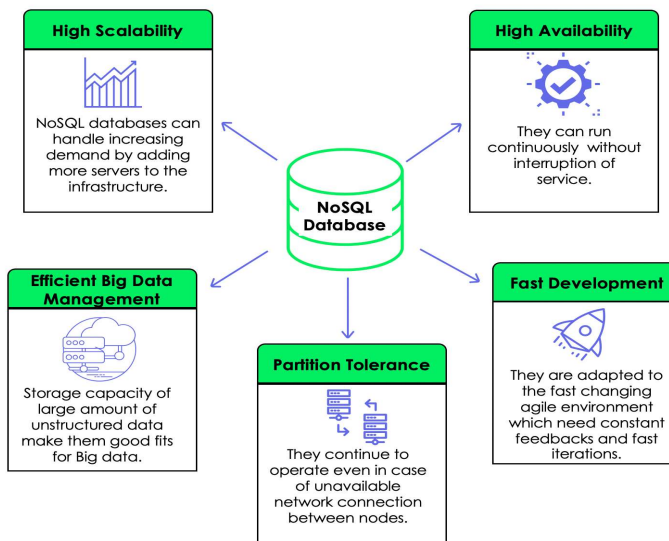 High Scalability
NoSQL databases can
handle increasing
demand by adding
more servers to the
infrastructure.
High Availability
They can run
continuously without
interruption of
service.
NoSQL
Database
Efficient Big Data
Management
Storage capacity of
large amount of
unstructured data
make them good fits
for Big data.
Partition Tolerance
They continue to
operate even in case
of unavailable
network connection
between nodes.
Fast Development
They are adapted to
the fast changing
agile environment
which need constant
feedbacks and fast
iterations.